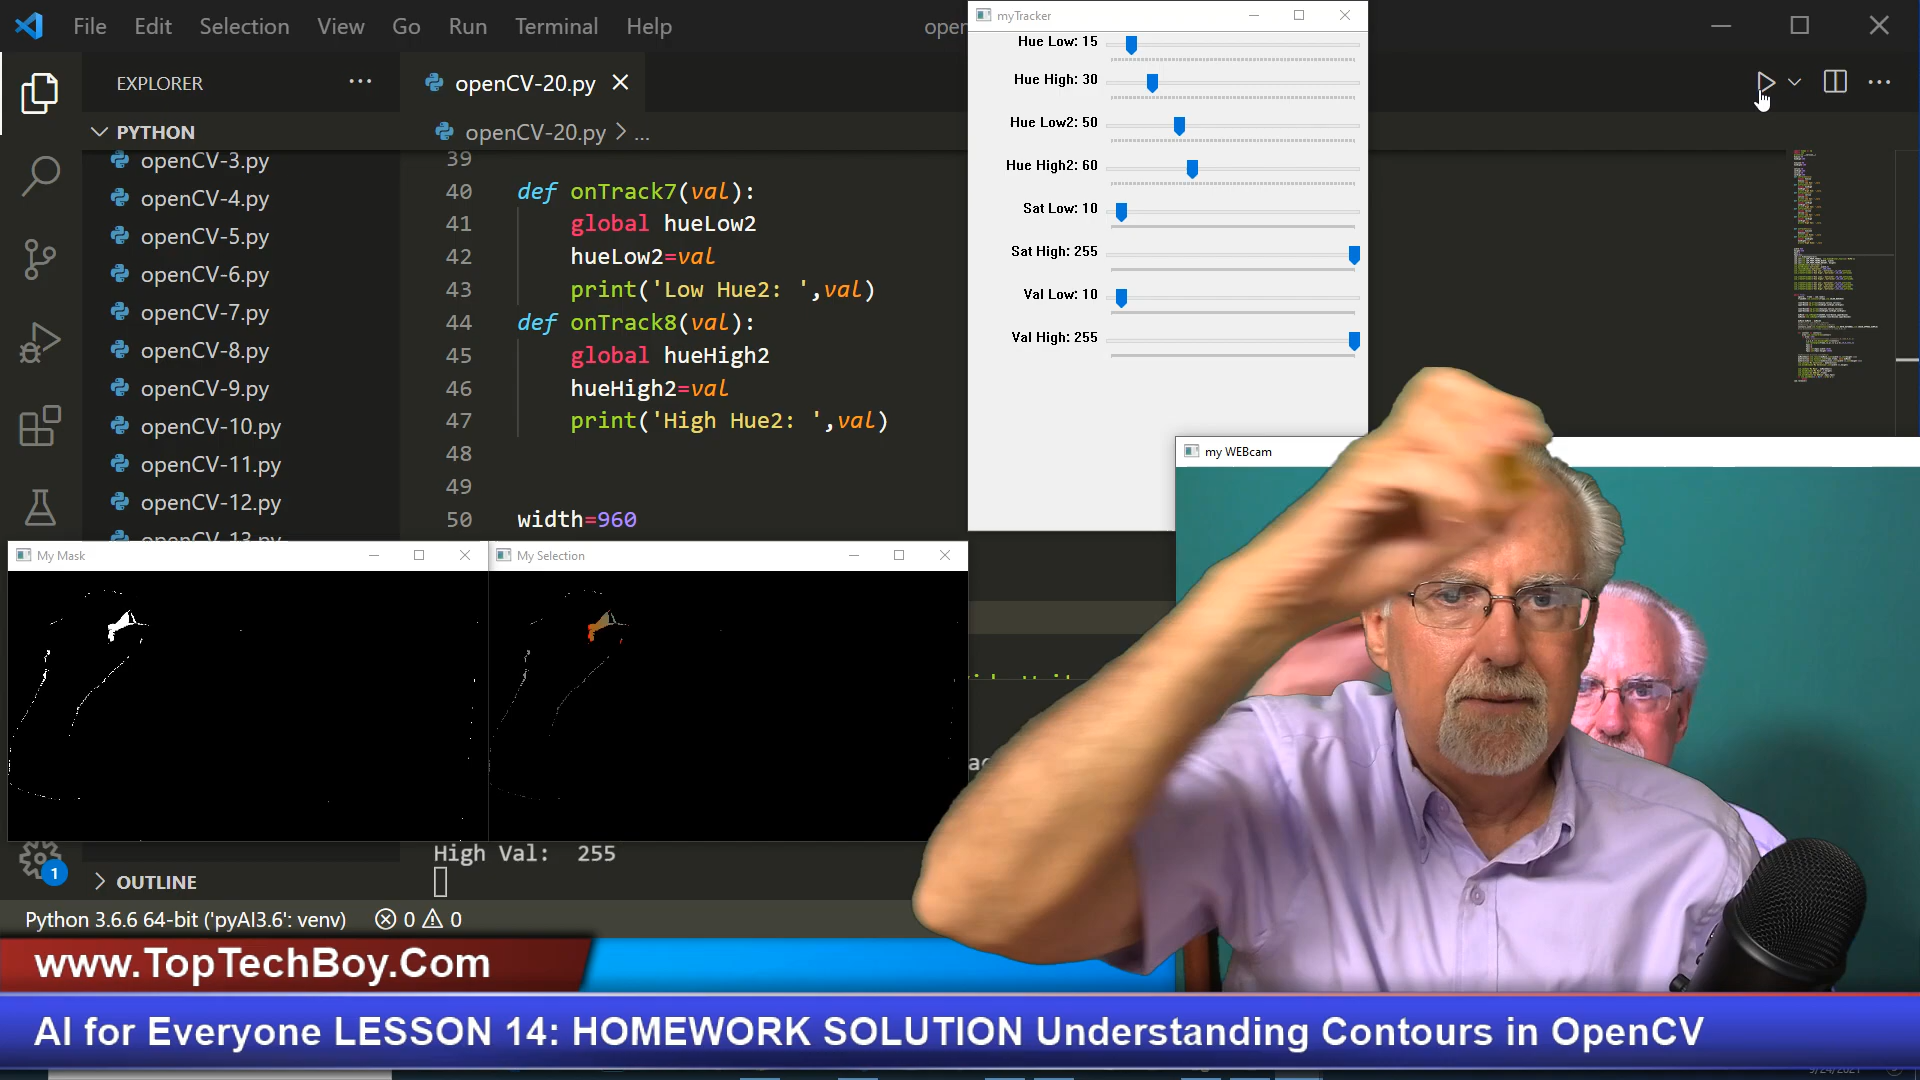 File Edit Selection View Go Run Terminal Help
EXPLORER
PYTHON
openCV-3.py
openCV-4.py
openCV-5.py
openCV-6.py
openCV-7.py
openCV-8.py
openCV-9.py
openCV-10.py
openCV-11.py
openCV-12.py
openCV-13.py
OUTLINE
openCV-20.py
openCV-20.py > ...
39
40 def onTrack7(val):
41 global hueLow2
42 hueLow2=val
43 print('Low Hue2: ',val)
44 def onTrack8(val):
45 global hueHigh2
46 hueHigh2=val
47 print('High Hue2: ',val)
48
49
50 width=960
myTracker
Hue Low: 15
Hue High: 30
Hue Low2: 50
Hue High2: 60
Sat Low: 10
Sat High: 255
Val Low: 10
Val High: 255
my WEBcam
My Mask
My Selection
High Val: 255
1
Python 3.6.6 64-bit ('pyAI3.6': venv) 0 0
www.TopTechBoy.Com
AI for Everyone LESSON 14: HOMEWORK SOLUTION Understanding Contours in OpenCV